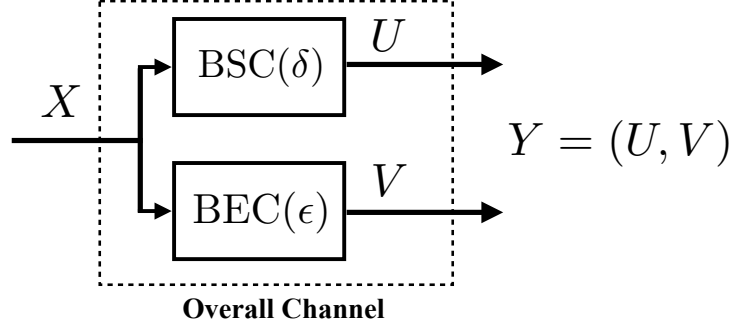 U
BSC(δ)
X
Y = (U, V)
V
BEC(ϵ)
Overall Channel